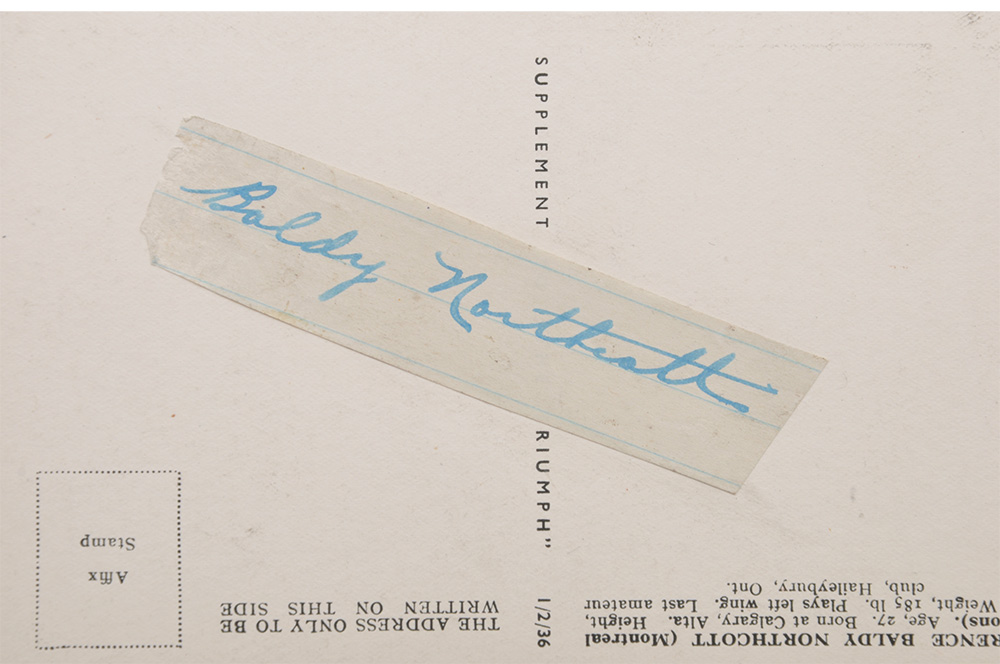 Baldy Northcott
SUPPLEMENT
RIUMPH" 1/2/36
RENCE BALDY NORTHCOTT (Montreal
ons). Age, 27. Born at Calgary, Alta. Height,
Weight, 185 lb. Plays left wing. Last amateur
club, Haileybury, Ont.
THE ADDRESS ONLY TO BE
WRITTEN ON THIS SIDE
Affix
Stamp